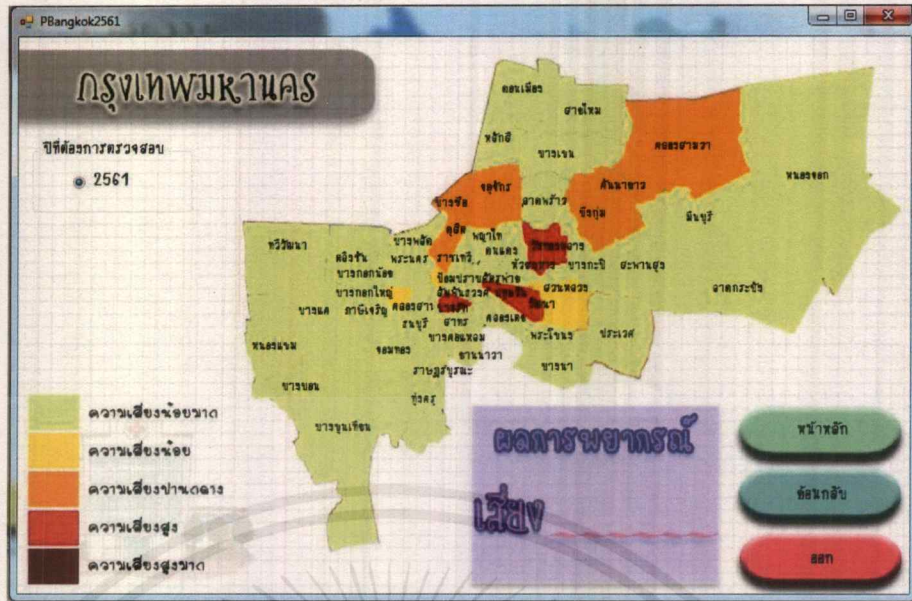 PBangkok2561
กรุงเทพมหานคร
ปีที่ต้องการตรวจสอบ
2561
ดอนเมือง
สายไหม
หลักสี่
บางเขน
คลองสามวา
หนองจอก
จตุจักร
ลาดพร้าว
คันนายาว
บางซื่อ
บึงกุ่ม
มีนบุรี
ดุสิต
พญาไท
วังทองหลาง
ทวีวัฒนา
บางพลัด
ดินแดง
ตลิ่งชัน
พระนคร
ราชเทวี
ห้วยขวาง
บางกะปิ
สะพานสูง
บางกอกน้อย
ป้อมปราบศัตรูพ่าย
สวนหลวง
ลาดกระบัง
บางกอกใหญ่
สัมพันธวงศ์
ปทุมวัน
วัฒนา
บางแค
ภาษีเจริญ
คลองสาน
บางรัก
ธนบุรี
สาทร
คลองเตย
พระโขนง
ประเวศ
หนองแขม
จอมทอง
บางคอแหลม
ยานนาวา
ราษฎร์บูรณะ
บางนา
บางบอน
ทุ่งครุ
บางขุนเทียน
ความเสี่ยงน้อยมาก
ความเสี่ยงน้อย
ความเสี่ยงปานกลาง
ความเสี่ยงสูง
ความเสี่ยงสูงมาก
ผลการพยากรณ์
เสี่ยง
หน้าหลัก
ย้อนกลับ
ออก